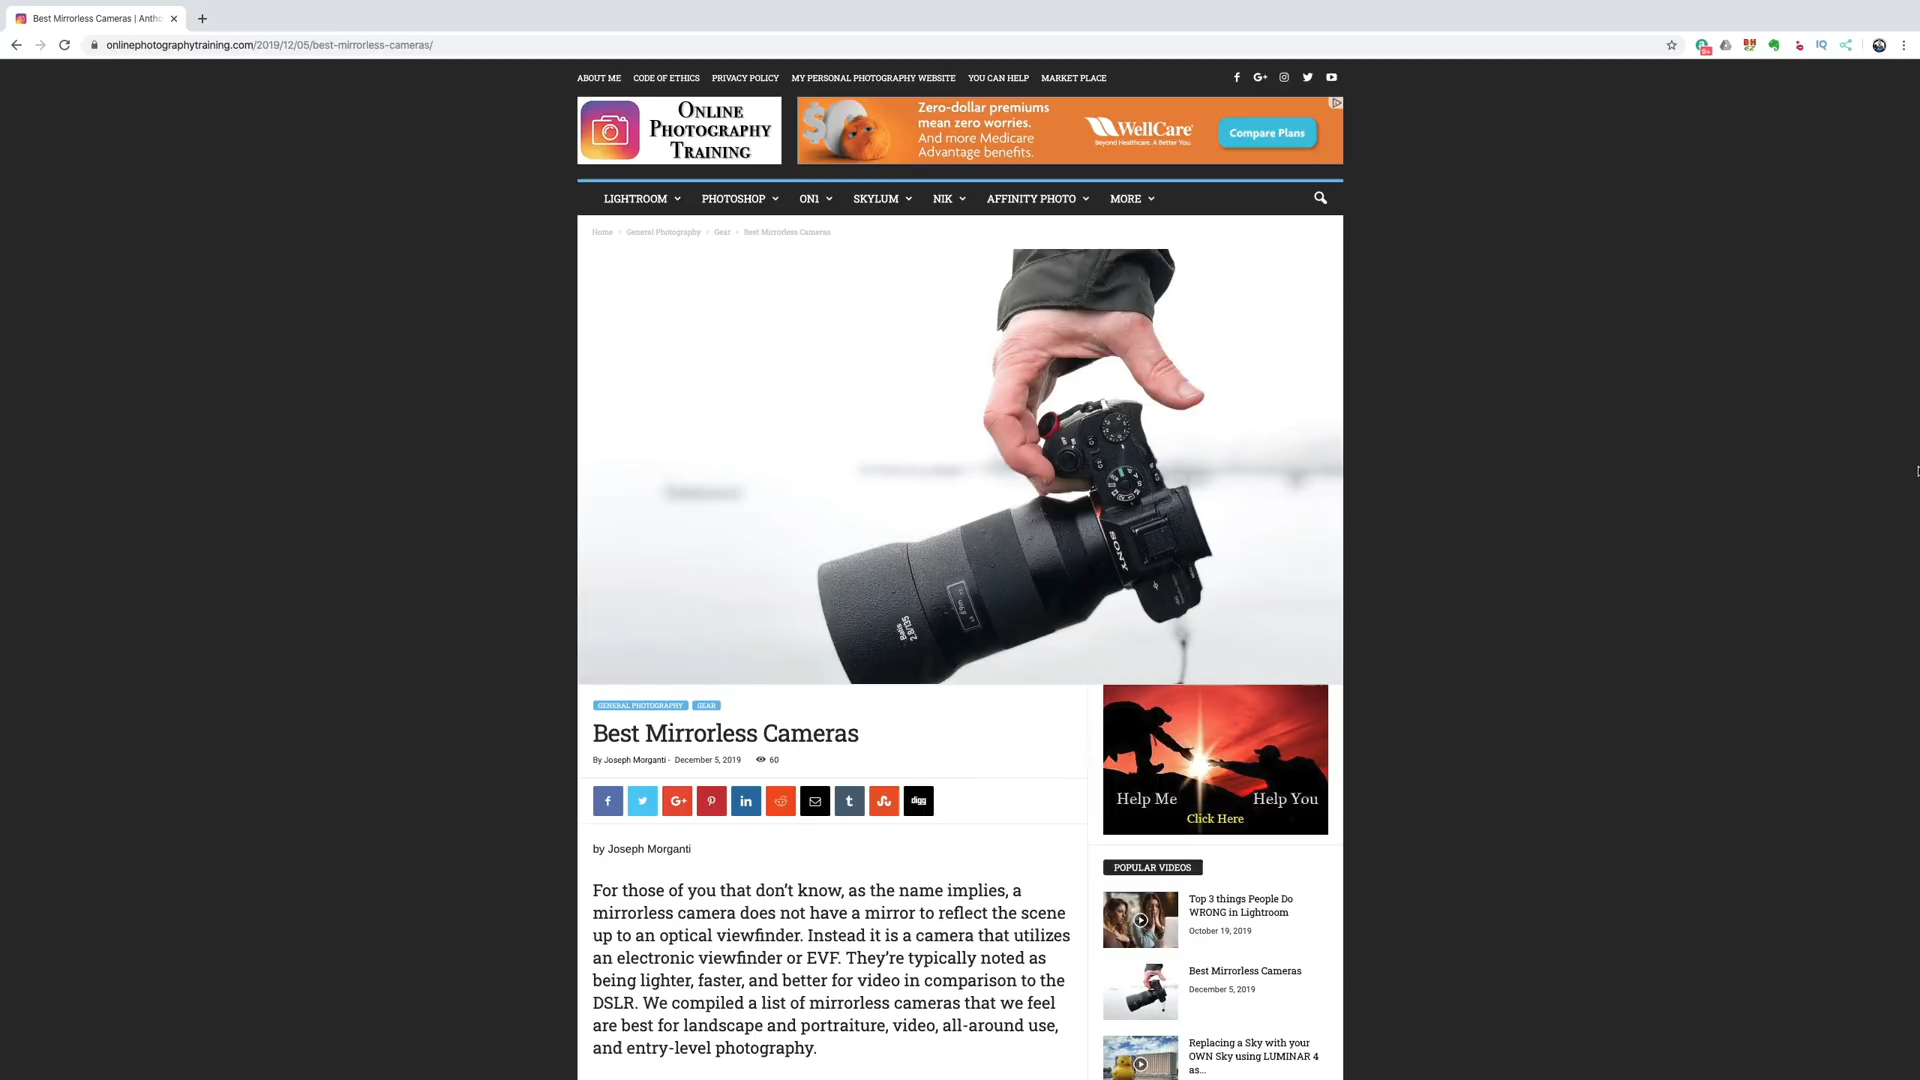 Best Mirrorless Cameras | Antho
onlinephotographytraining.com/2019/12/05/best-mirrorless-cameras/
ABOUT ME CODE OF ETHICS PRIVACY POLICY MY PERSONAL PHOTOGRAPHY WEBSITE YOU CAN HELP MARKET PLACE
ONLINE
PHOTOGRAPHY
TRAINING
Zero-dollar premiums
mean zero worries.
And more Medicare
Advantage benefits.
WellCare
Beyond Healthcare. A Better You.
Compare Plans
LIGHTROOM PHOTOSHOP ON1 SKYLUM NIK AFFINITY PHOTO MORE
Home › General Photography › Gear › Best Mirrorless Cameras
SONY
Batis
2.8/135
GENERAL PHOTOGRAPHY GEAR
Best Mirrorless Cameras
By Joseph Morganti - December 5, 2019 60
digg
by Joseph Morganti
For those of you that don't know, as the name implies, a
mirrorless camera does not have a mirror to reflect the scene
up to an optical viewfinder. Instead it is a camera that utilizes
an electronic viewfinder or EVF. They're typically noted as
being lighter, faster, and better for video in comparison to the
DSLR. We compiled a list of mirrorless cameras that we feel
are best for landscape and portraiture, video, all-around use,
and entry-level photography.
Help Me Help You
Click Here
POPULAR VIDEOS
Top 3 things People Do
WRONG in Lightroom
October 19, 2019
Best Mirrorless Cameras
December 5, 2019
Replacing a Sky with your
OWN Sky using LUMINAR 4
as...